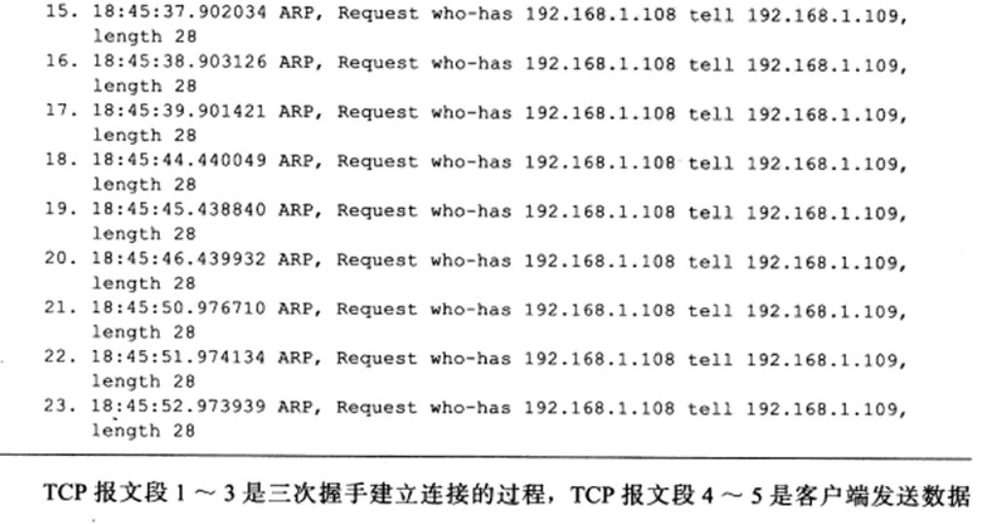 15. 18:45:37.902034 ARP, Request who-has 192.168.1.108 tell 192.168.1.109,
length 28
16. 18:45:38.903126 ARP, Request who-has 192.168.1.108 tell 192.168.1.109,
length 28
17. 18:45:39.901421 ARP, Request who-has 192.168.1.108 tell 192.168.1.109,
length 28
18. 18:45:44.440049 ARP, Request who-has 192.168.1.108 tell 192.168.1.109,
length 28
19. 18:45:45.438840 ARP, Request who-has 192.168.1.108 tell 192.168.1.109,
length 28
20. 18:45:46.439932 ARP, Request who-has 192.168.1.108 tell 192.168.1.109,
length 28
21. 18:45:50.976710 ARP, Request who-has 192.168.1.108 tell 192.168.1.109,
length 28
22. 18:45:51.974134 ARP, Request who-has 192.168.1.108 tell 192.168.1.109,
length 28
23. 18:45:52.973939 ARP, Request who-has 192.168.1.108 tell 192.168.1.109,
length 28
TCP 报文段 1 ~ 3 是三次握手建立连接的过程，TCP 报文段 4 ~ 5 是客户端发送数据